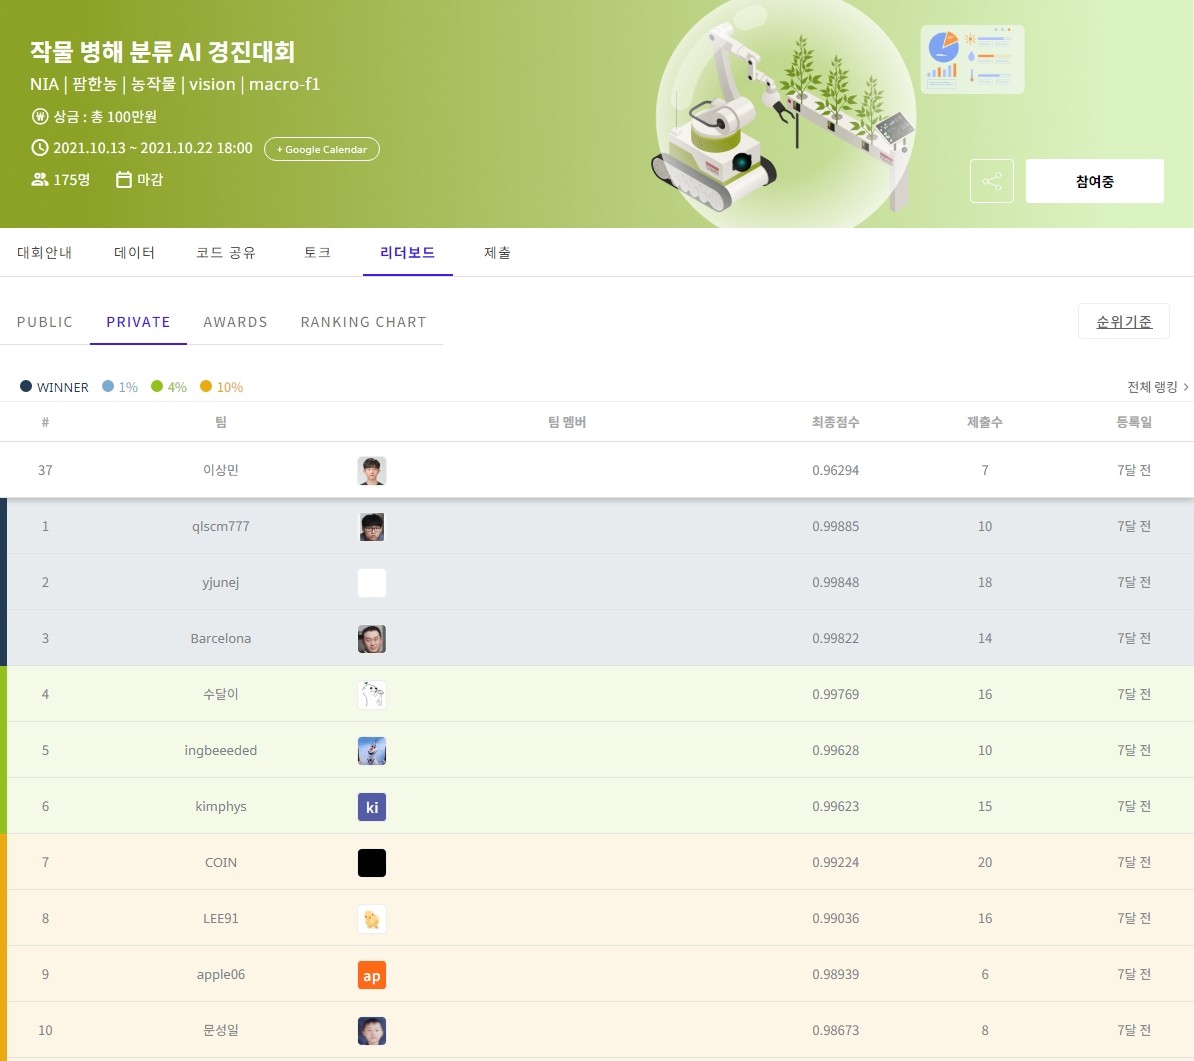 작물 병해 분류 AI 경진대회
NIA | 팜한농 | 농작물 | vision | macro-f1
상금 : 총 100만원
2021.10.13 ~ 2021.10.22 18:00 + Google Calendar
175명 마감
참여중
대회안내 데이터 코드 공유 토크 리더보드 제출
PUBLIC PRIVATE AWARDS RANKING CHART
순위기준
WINNER 1% 4% 10%
전체 랭킹 >
# 팀 팀 멤버 최종점수 제출수 등록일
37 이상민 0.96294 7 7달 전
1 qlscm777 0.99885 10 7달 전
2 yjunej 0.99848 18 7달 전
3 Barcelona 0.99822 14 7달 전
4 수달이 0.99769 16 7달 전
5 ingbeeeded 0.99628 10 7달 전
6 kimphys ki 0.99623 15 7달 전
7 COIN 0.99224 20 7달 전
8 LEE91 0.99036 16 7달 전
9 apple06 ap 0.98939 6 7달 전
10 문성일 0.98673 8 7달 전